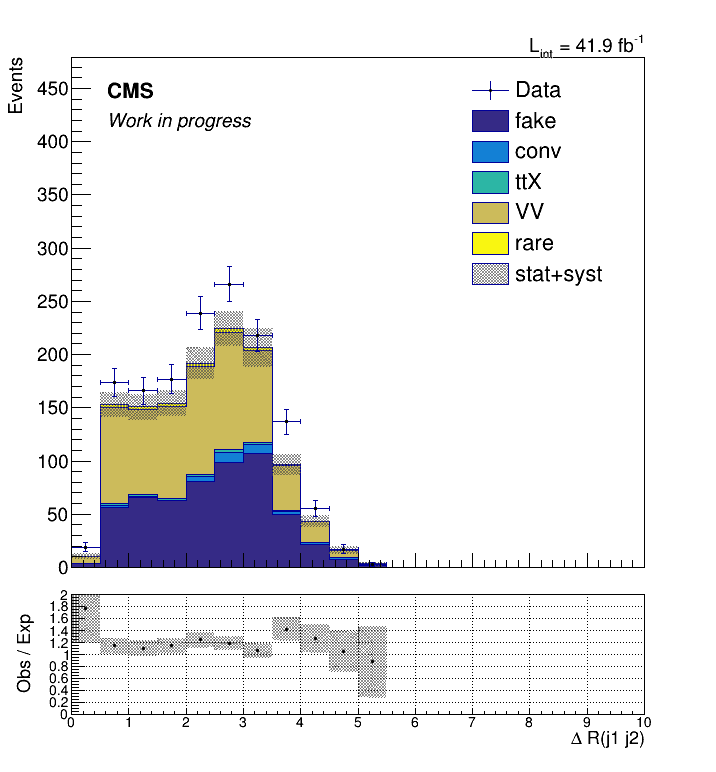 L_int = 41.9 fb^-1
Events
CMS
Work in progress
Data
fake
conv
ttX
VV
rare
stat+syst
450
400
350
300
250
200
150
100
50
0
Obs / Exp
2
1.8
1.6
1.4
1.2
1
0.8
0.6
0.4
0.2
0
0 1 2 3 4 5 6 7 8 9 10
Δ R(j1 j2)